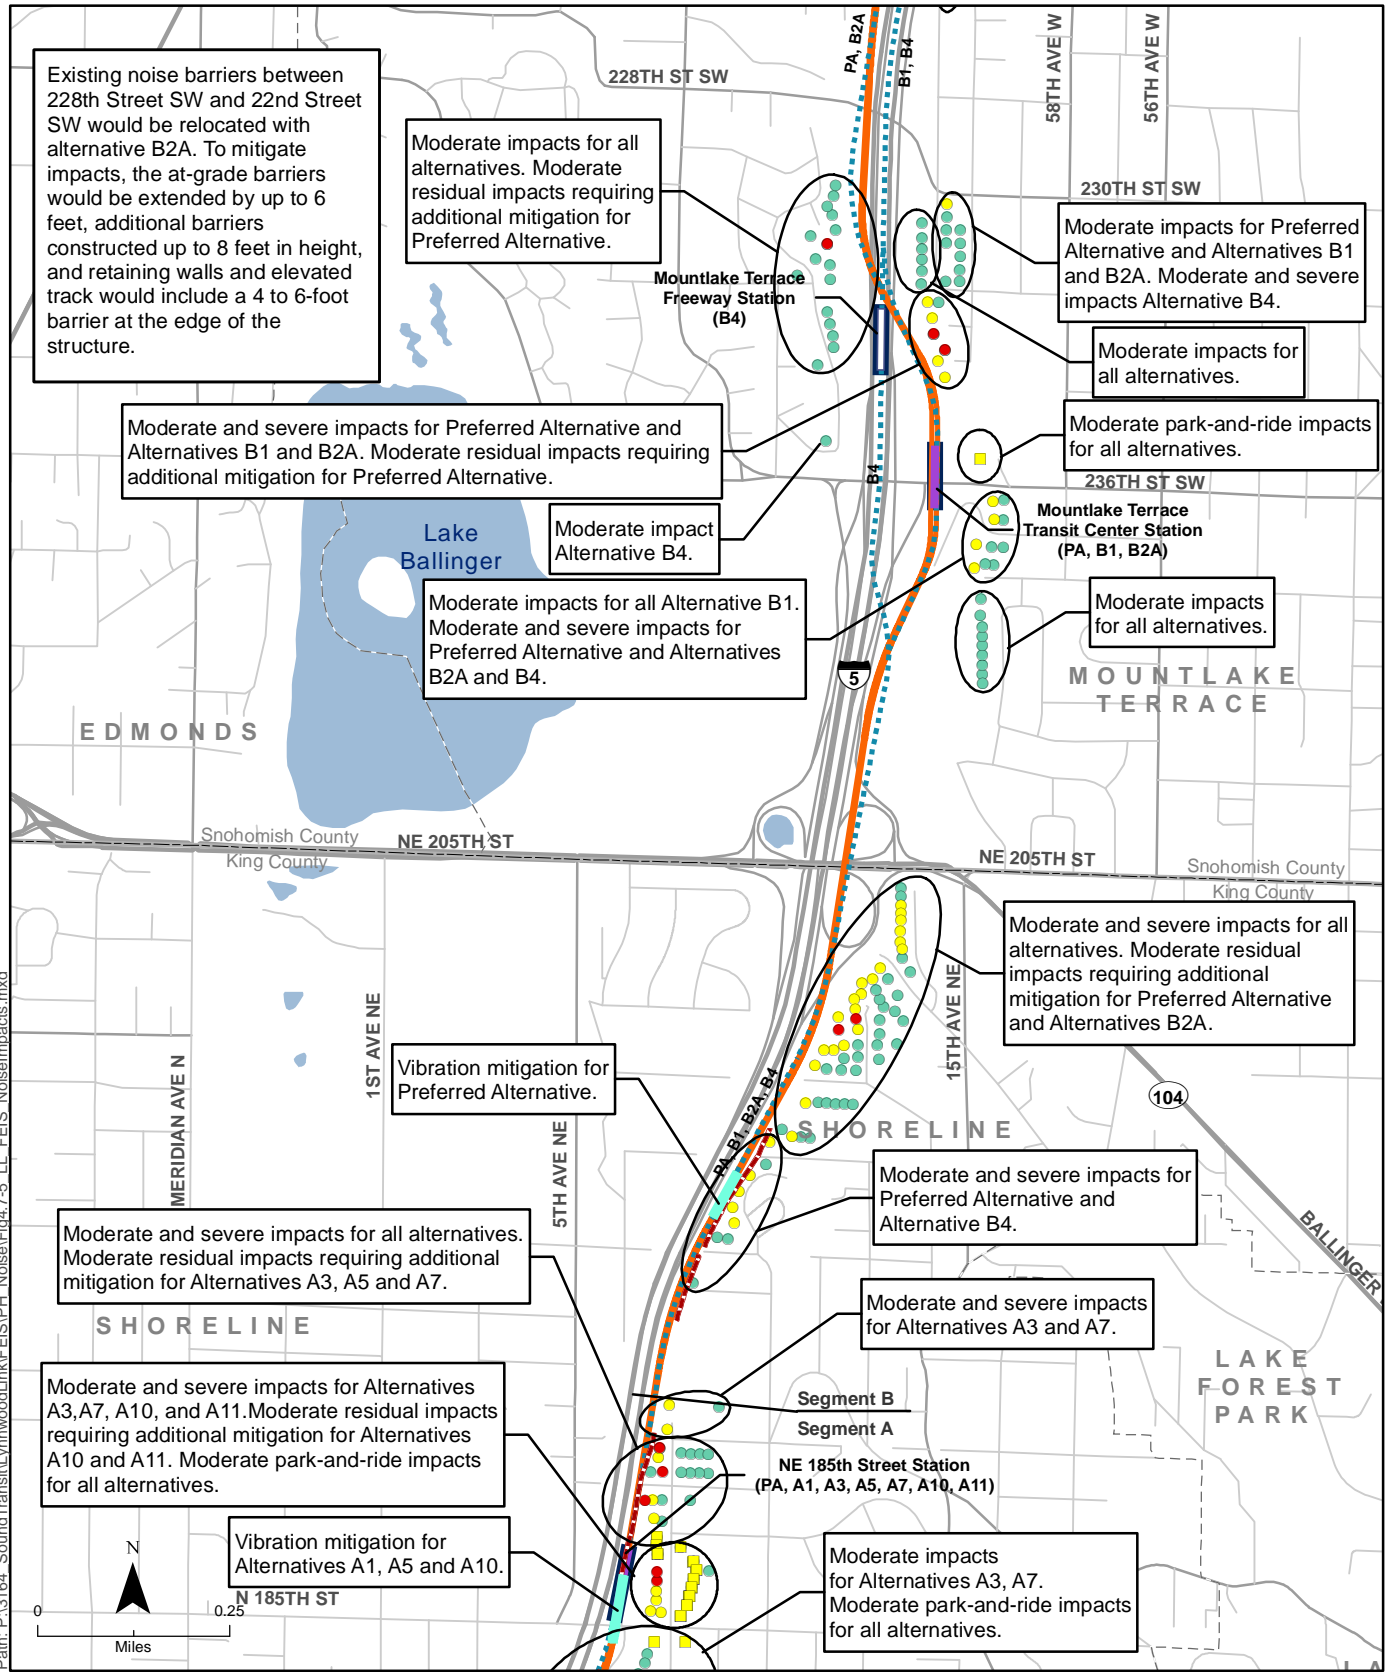 PA, B2A
B1, B4
58TH AVE W
56TH AVE W
228TH ST SW
Existing noise barriers between
228th Street SW and 22nd Street
SW would be relocated with
alternative B2A. To mitigate
impacts, the at-grade barriers
would be extended by up to 6
feet, additional barriers
constructed up to 8 feet in height,
and retaining walls and elevated
track would include a 4 to 6-foot
barrier at the edge of the
structure.
Moderate impacts for all
alternatives. Moderate
residual impacts requiring
additional mitigation for
Preferred Alternative.
230TH ST SW
Moderate impacts for Preferred
Alternative and Alternatives B1
and B2A. Moderate and severe
impacts Alternative B4.
Mountlake Terrace
Freeway Station
(B4)
Moderate impacts for
all alternatives.
Moderate and severe impacts for Preferred Alternative and
Alternatives B1 and B2A. Moderate residual impacts requiring
additional mitigation for Preferred Alternative.
Moderate park-and-ride impacts
for all alternatives.
B4
236TH ST SW
Mountlake Terrace
Transit Center Station
(PA, B1, B2A)
Lake
Ballinger
Moderate impact
Alternative B4.
Moderate impacts for all Alternative B1.
Moderate and severe impacts for
Preferred Alternative and Alternatives
B2A and B4.
Moderate impacts
for all alternatives.
5
MOUNTLAKE
TERRACE
EDMONDS
Snohomish County
King County
NE 205TH ST
NE 205TH ST
Snohomish County
King County
Moderate and severe impacts for all
alternatives. Moderate residual
impacts requiring additional
mitigation for Preferred Alternative
and Alternatives B2A.
1ST AVE NE
15TH AVE NE
MERIDIAN AVE N
5TH AVE NE
Vibration mitigation for
Preferred Alternative.
PA, B1, B2A, B4
104
SHORELINE
Moderate and severe impacts for
Preferred Alternative and
Alternative B4.
BALLINGER
Moderate and severe impacts for all alternatives.
Moderate residual impacts requiring additional
mitigation for Alternatives A3, A5 and A7.
SHORELINE
Moderate and severe impacts
for Alternatives A3 and A7.
LAKE
FOREST
PARK
Moderate and severe impacts for Alternatives
A3,A7, A10, and A11.Moderate residual impacts
requiring additional mitigation for Alternatives
A10 and A11. Moderate park-and-ride impacts
for all alternatives.
Segment B
Segment A
NE 185th Street Station
(PA, A1, A3, A5, A7, A10, A11)
Vibration mitigation for
Alternatives A1, A5 and A10.
Moderate impacts
for Alternatives A3, A7.
Moderate park-and-ride impacts
for all alternatives.
N 185TH ST
N
0
0.25
Miles